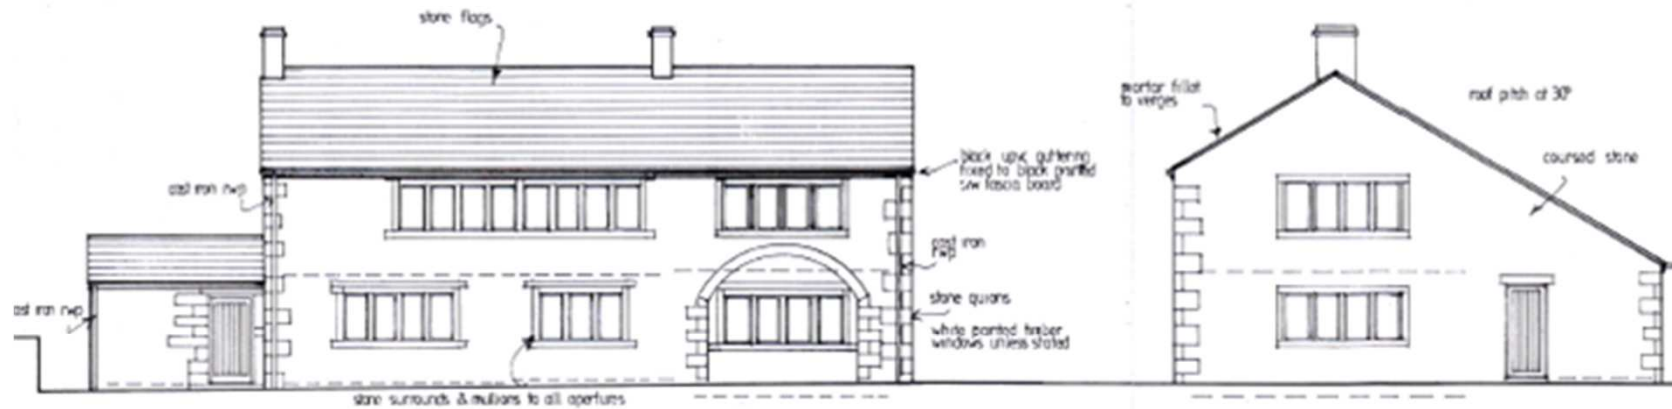 stone flags
cast iron rwp
ast iron rwp
stone surrounds & mullions to all apertures
black upvc guttering
fixed to black painted
s/w fascia board
cast iron
rwp
stone quions
white painted timber
windows unless stated
mortar fillet
to verges
roof pitch at 30°
coursed stone